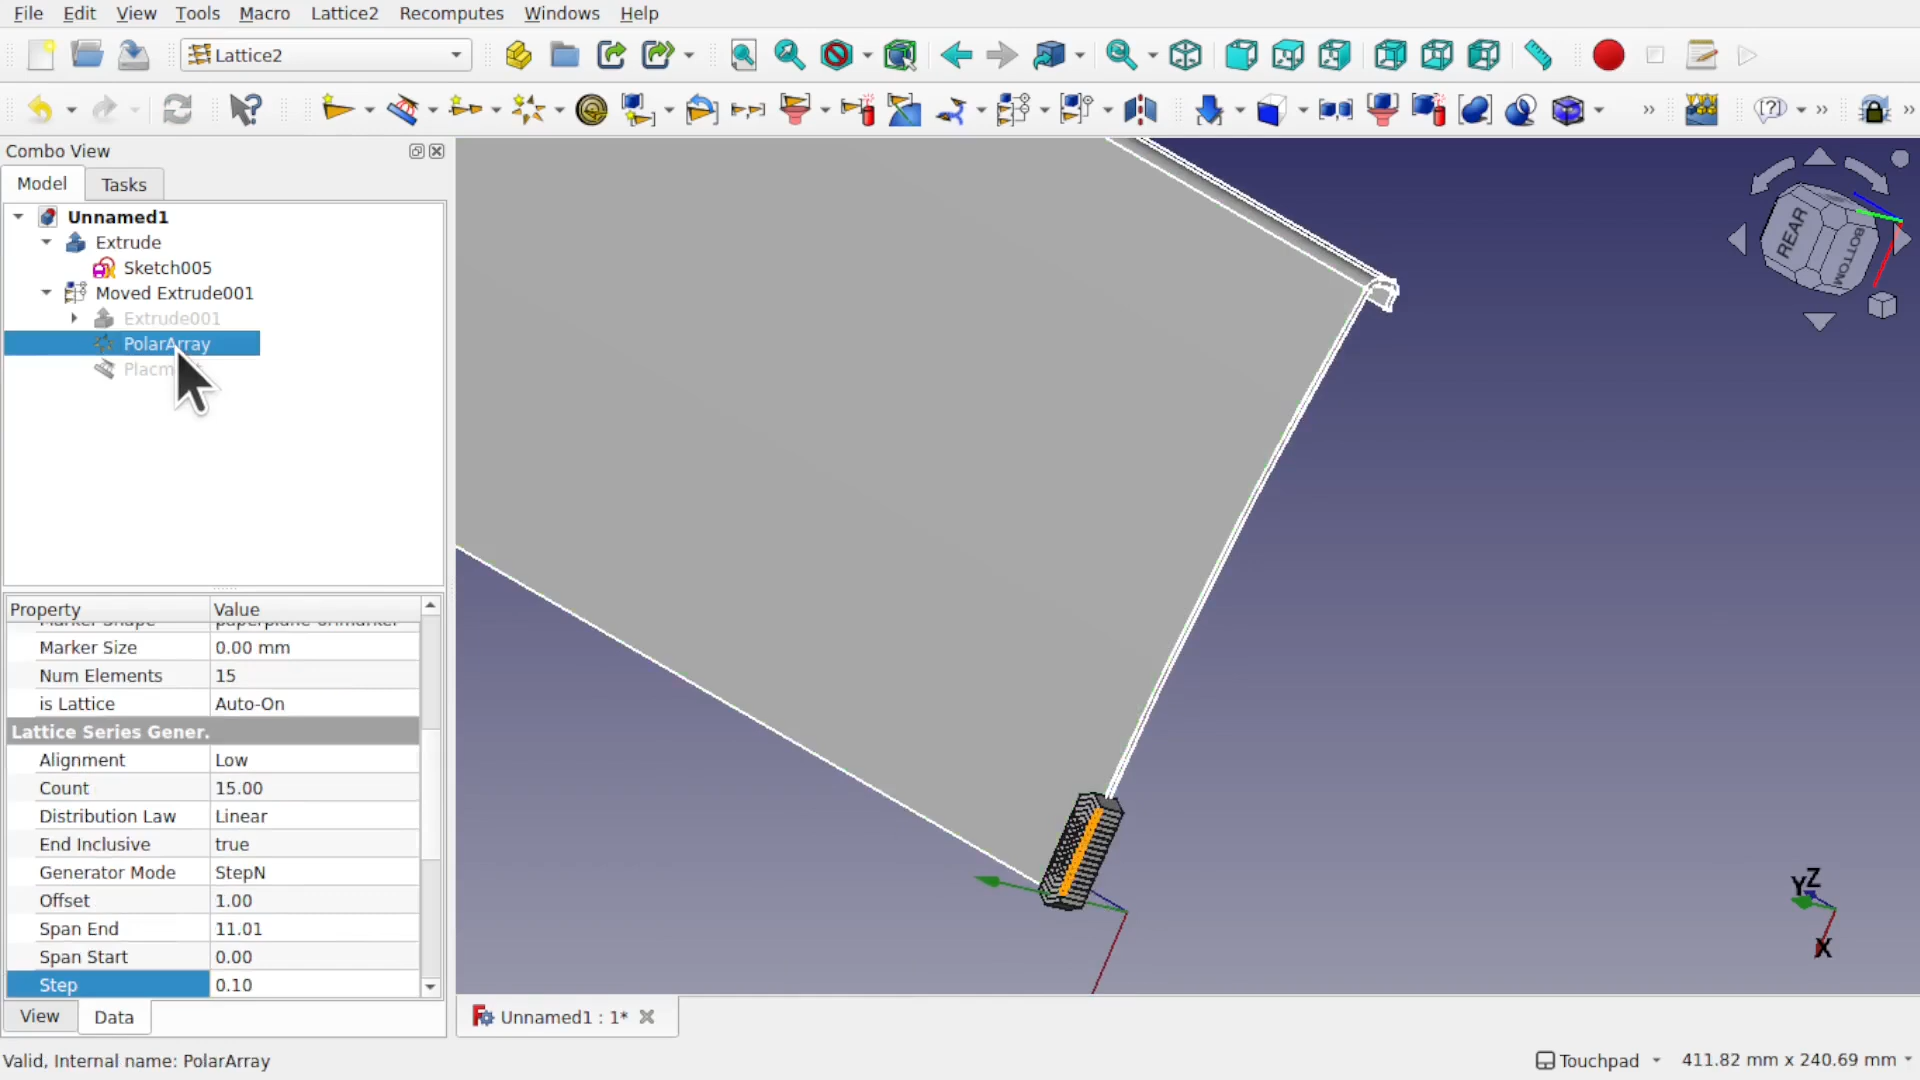 File Edit View Tools Macro Lattice2 Recomputes Windows Help
Lattice2
Combo View
Model Tasks
Unnamed1
Extrude
Sketch005
Moved Extrude001
Extrude001
PolarArray
Placm
REAR
BOTTOM
Property Value
Marker Size 0.00 mm
Num Elements 15
is Lattice Auto-On
Lattice Series Gener.
Alignment Low
Count 15.00
Distribution Law Linear
End Inclusive true
Generator Mode StepN
Offset 1.00
Span End 11.01
Span Start 0.00
Step 0.10
Z
Y
X
View Data
Unnamed1 : 1*
Valid, Internal name: PolarArray
Touchpad 411.82 mm x 240.69 mm